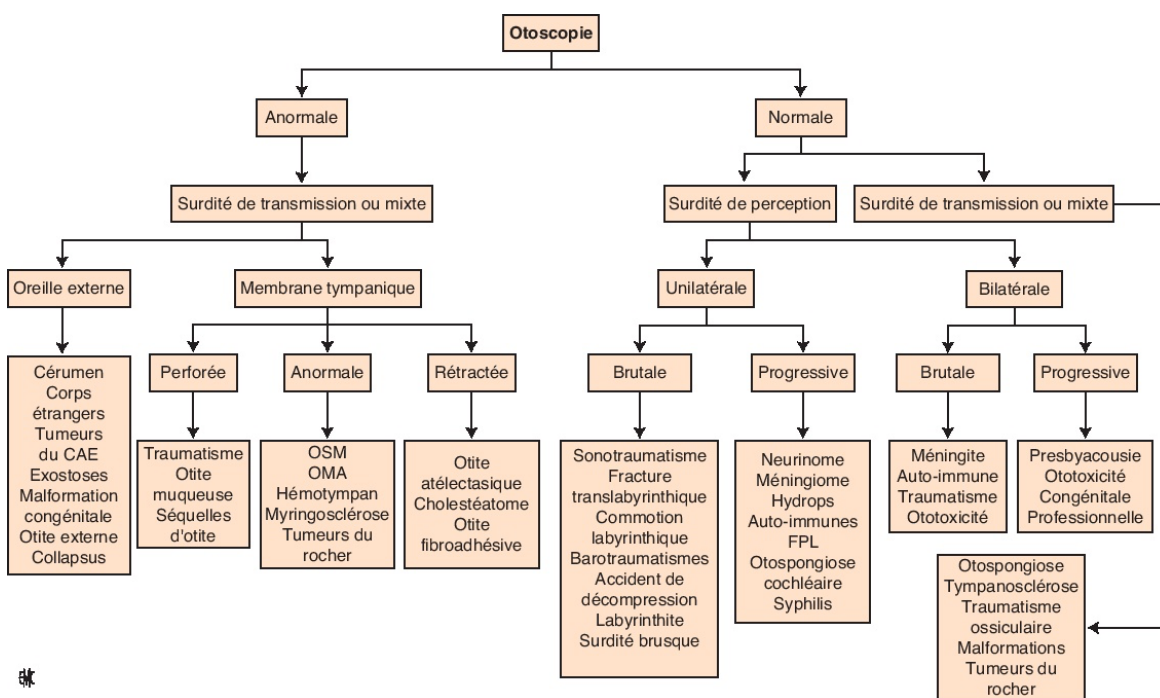 Otoscopie
Anormale
Normale
Surdité de transmission ou mixte
Surdité de perception
Surdité de transmission ou mixte
Oreille externe
Membrane tympanique
Unilatérale
Bilatérale
Cérumen
Corps
étrangers
Tumeurs
du CAE
Exostoses
Malformation
congénitale
Otite externe
Collapsus
Perforée
Traumatisme
Otite
muqueuse
Séquelles
d'otite
Anormale
OSM
OMA
Hémotympan
Myringosclérose
Tumeurs du
rocher
Rétractée
Otite
atélectasique
Cholestéatome
Otite
fibroadhésive
Brutale
Sonotraumatisme
Fracture
translabyrinthique
Commotion
labyrinthique
Barotraumatismes
Accident de
décompression
Labyrinthite
Surdité brusque
Progressive
Neurinome
Méningiome
Hydrops
Auto-immunes
FPL
Otospongiose
cochléaire
Syphilis
Brutale
Méningite
Auto-immune
Traumatisme
Ototoxicité
Progressive
Presbyacousie
Ototoxicité
Congénitale
Professionnelle
Otospongiose
Tympanosclérose
Traumatisme
ossiculaire
Malformations
Tumeurs du
rocher